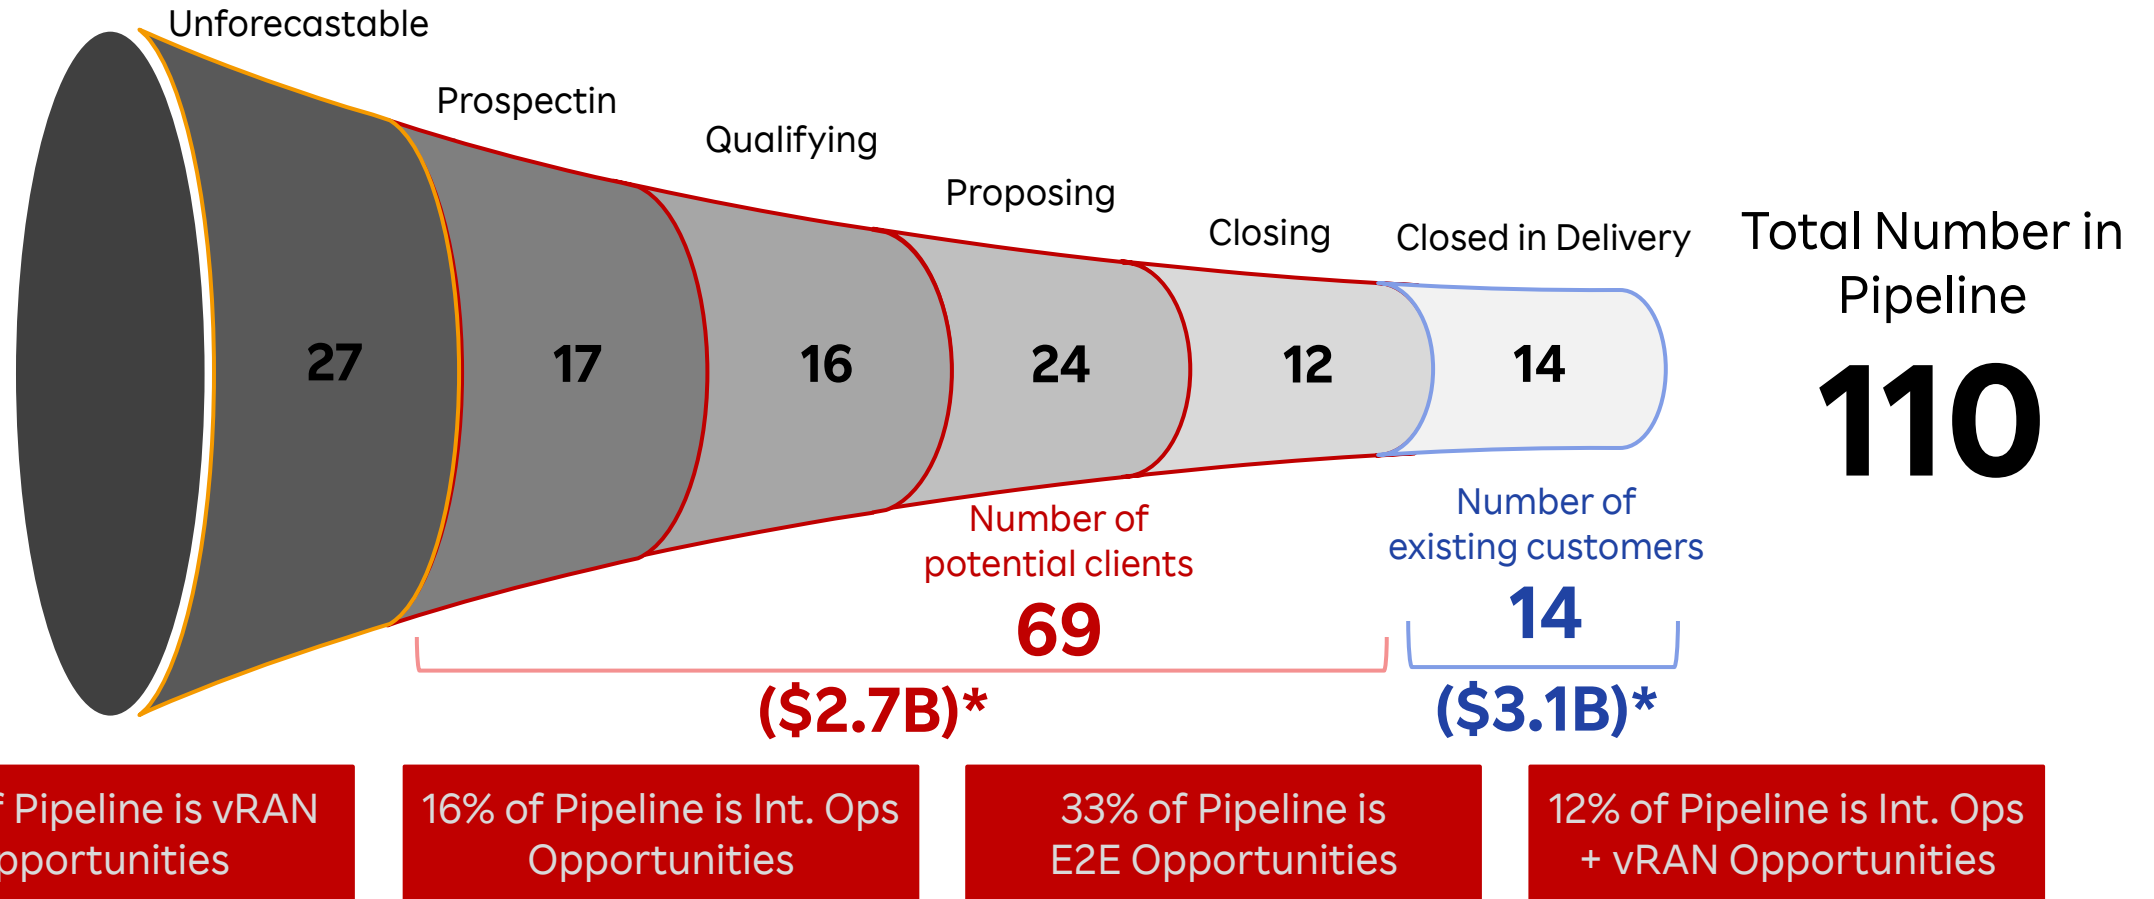 Unforecastable
Prospectin
Qualifying
Proposing
Closing
Closed in Delivery
Total Number in
Pipeline
110
27
17
16
24
12
14
Number of
potential clients
69
($2.7B)*
Number of
existing customers
14
($3.1B)*
Pipeline is vRAN
pportunities
16% of Pipeline is Int. Ops
Opportunities
33% of Pipeline is
E2E Opportunities
12% of Pipeline is Int. Ops
+ vRAN Opportunities